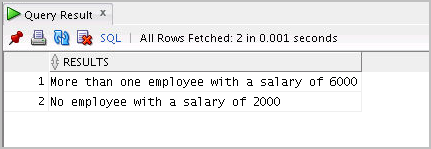 Query Result x
SQL | All Rows Fetched: 2 in 0.001 seconds
RESULTS
1 More than one employee with a salary of 6000
2 No employee with a salary of 2000